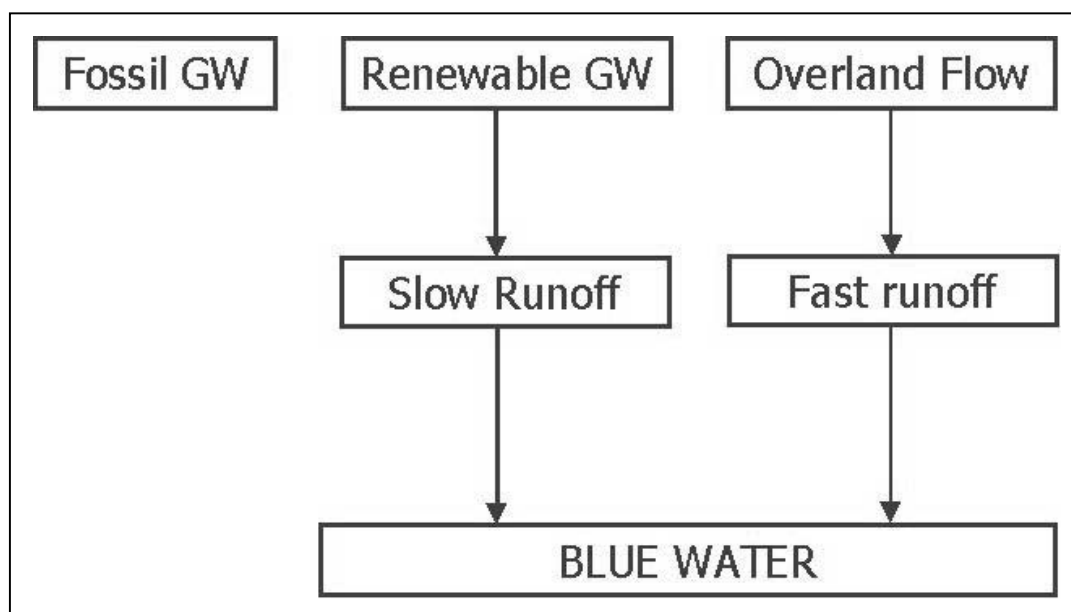 Fossil GW
Renewable GW
Overland Flow
Slow Runoff
Fast runoff
BLUE WATER